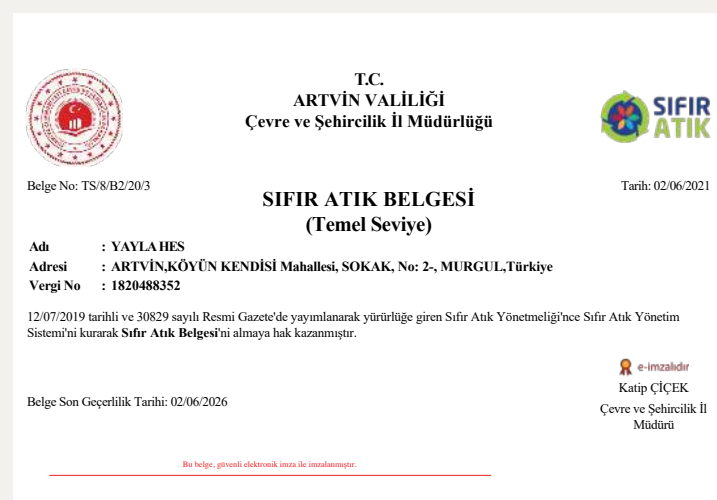 T.C.
ARTVİN VALİLİĞİ
Çevre ve Şehircilik İl Müdürlüğü
SIFIR
ATIK
Belge No: TS/8/B2/20/3
Tarih: 02/06/2021
SIFIR ATIK BELGESİ
(Temel Seviye)
Adı : YAYLA HES
Adresi : ARTVİN,KÖYÜN KENDİSİ Mahallesi, SOKAK, No: 2-, MURGUL,Türkiye
Vergi No : 1820488352
12/07/2019 tarihli ve 30829 sayılı Resmi Gazete'de yayımlanarak yürürlüğe giren Sıfır Atık Yönetmeliği'nce Sıfır Atık Yönetim
Sistemi'ni kurarak Sıfır Atık Belgesi'ni almaya hak kazanmıştır.
e-imzalıdır
Katip ÇİÇEK
Çevre ve Şehircilik İl
Müdürü
Belge Son Geçerlilik Tarihi: 02/06/2026
Bu belge, güvenli elektronik imza ile imzalanmıştır.